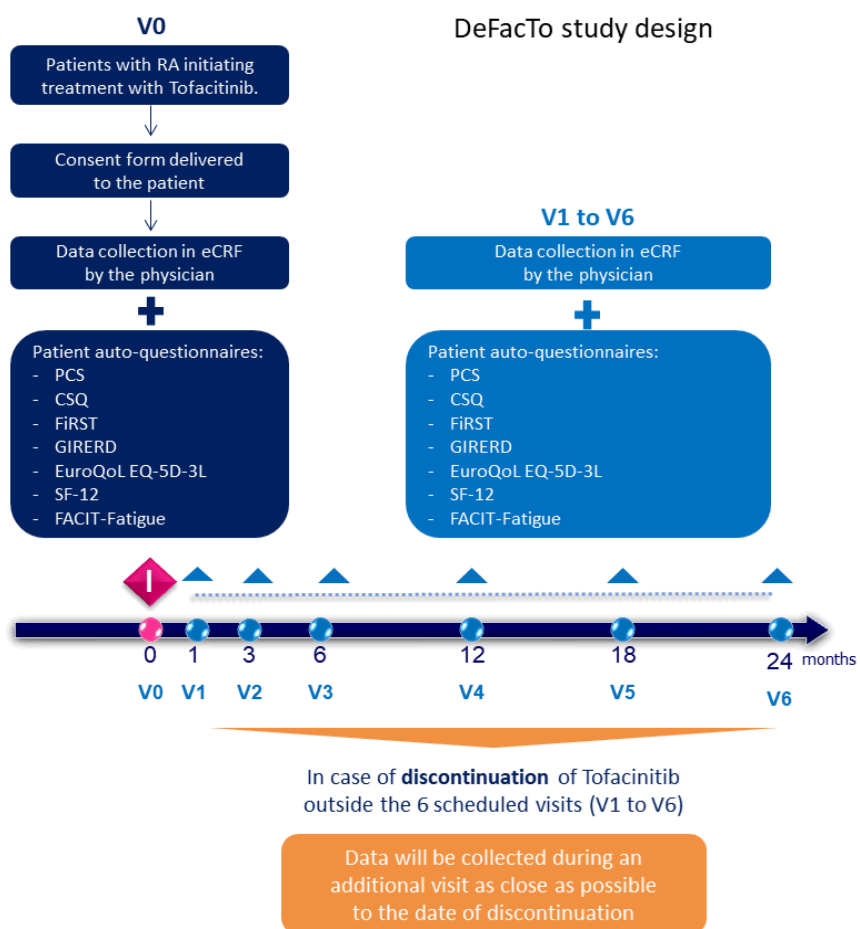 V0
DeFacTo study design
Patients with RA initiating
treatment with Tofacitinib.
Consent form delivered
to the patient
Data collection in eCRF
by the physician
Patient auto-questionnaires:
- PCS
- CSQ
- FiRST
- GIRERD
- EuroQoL EQ-5D-3L
- SF-12
- FACIT-Fatigue
V1 to V6
Data collection in eCRF
by the physician
Patient auto-questionnaires:
- PCS
- CSQ
- FiRST
- GIRERD
- EuroQoL EQ-5D-3L
- SF-12
- FACIT-Fatigue
I
0 1 3 6 12 18 24 months
V0 V1 V2 V3 V4 V5 V6
In case of discontinuation of Tofacinitib
outside the 6 scheduled visits (V1 to V6)
Data will be collected during an
additional visit as close as possible
to the date of discontinuation